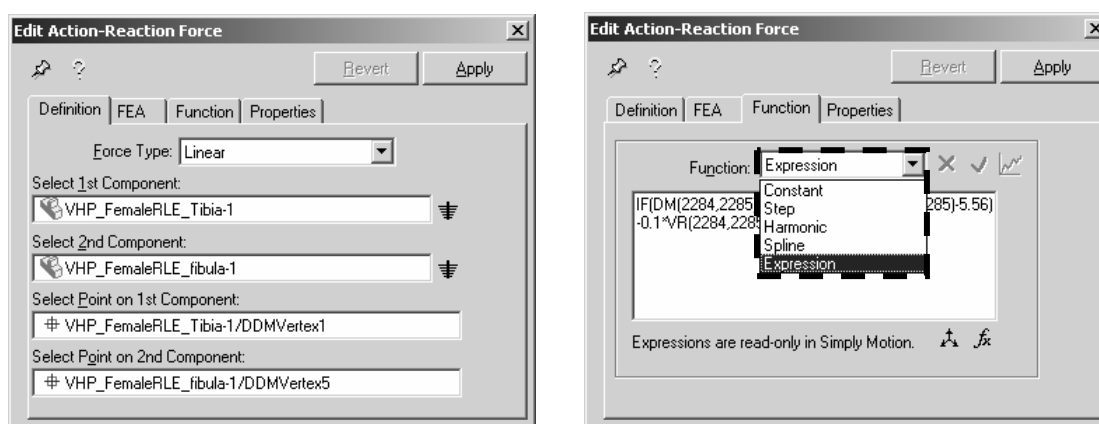 Edit Action-Reaction Force
Revert
Apply
Definition
FEA
Function
Properties
Force Type: Linear
Select 1st Component:
VHP_FemaleRLE_Tibia-1
Select 2nd Component:
VHP_FemaleRLE_fibula-1
Select Point on 1st Component:
VHP_FemaleRLE_Tibia-1/DDMVertex1
Select Point on 2nd Component:
VHP_FemaleRLE_fibula-1/DDMVertex5
Edit Action-Reaction Force
Revert
Apply
Definition
FEA
Function
Properties
Function: Expression
Constant
Step
Harmonic
Spline
Expression
IF(DM(2284,2285 285)-5.56)
-0.1*VR(2284,228
Expressions are read-only in Simply Motion.
fx